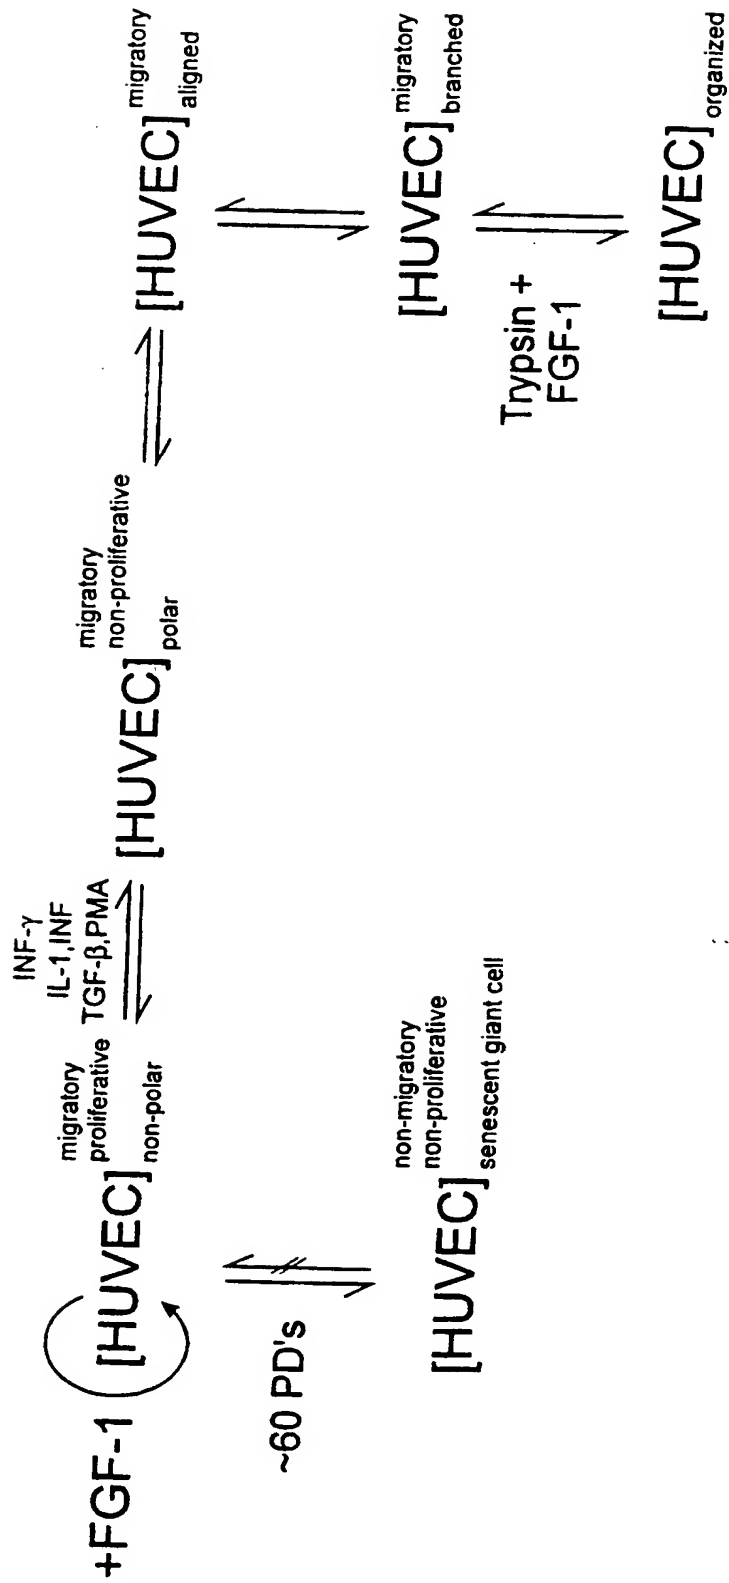 +FGF-1
[HUVEC]
migratory
proliferative
non-polar
INF-γ
IL-1,INF
TGF-β,PMA
[HUVEC]
migratory
non-proliferative
polar
[HUVEC]
migratory
aligned
~60 PD's
[HUVEC]
non-migratory
non-proliferative
senescent giant cell
[HUVEC]
migratory
branched
Trypsin +
FGF-1
[HUVEC]
organized